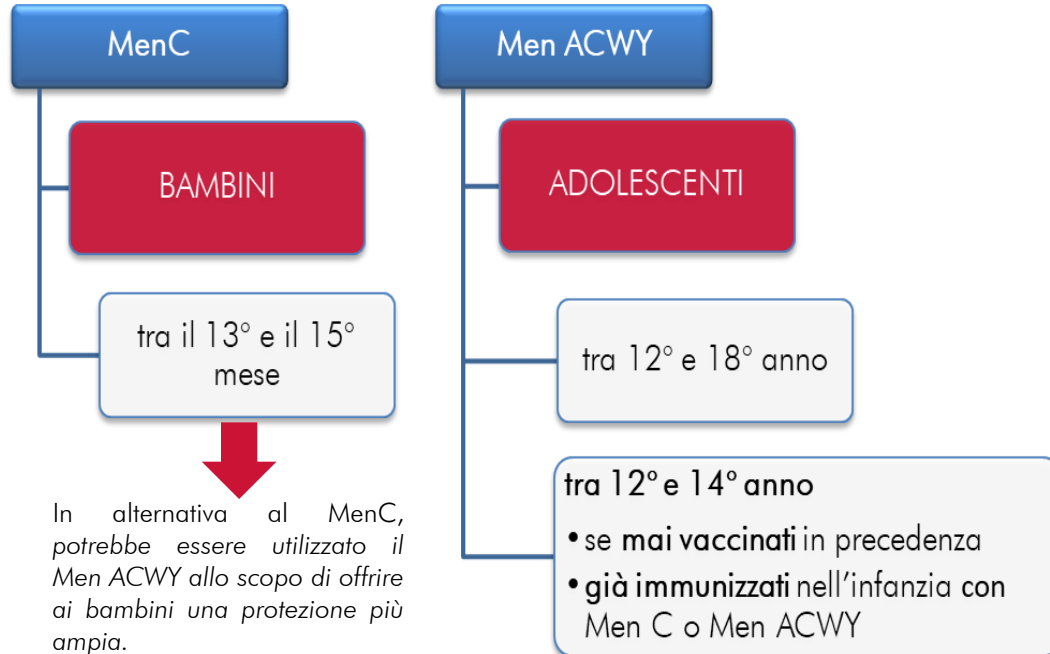 MenC
BAMBINI
tra il 13° e il 15°
mese
In alternativa al MenC,
potrebbe essere utilizzato il
Men ACWY allo scopo di offrire
ai bambini una protezione più
ampia.
Men ACWY
ADOLESCENTI
tra 12° e 18° anno
tra 12° e 14° anno
• se mai vaccinati in precedenza
• già immunizzati nell'infanzia con
Men C o Men ACWY